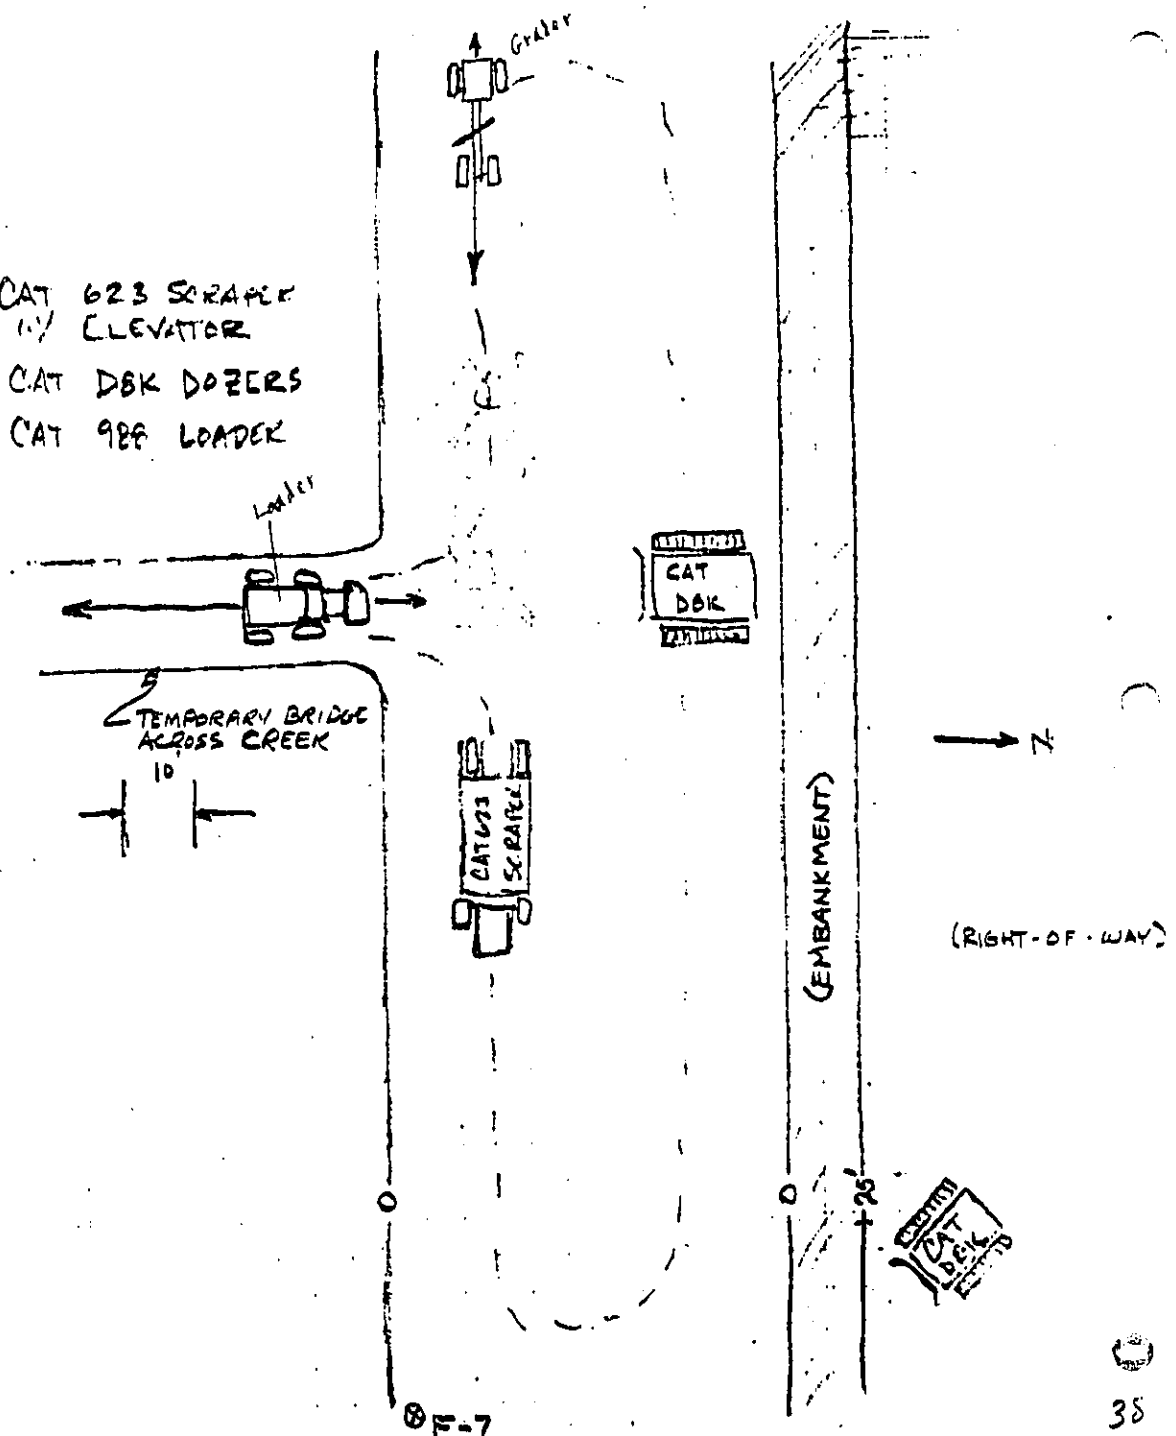 Grader
CAT 623 SCRAPER
W/ ELEVATOR
CAT D8K DOZERS
CAT 988 LOADER
Loader
CAT
D8K
TEMPORARY BRIDGE
ACROSS CREEK
10'
N
CAT 623
SCRAPER
(EMBANKMENT)
(RIGHT-OF-WAY)
0
0
+25'
CAT
D8K
F-7
38